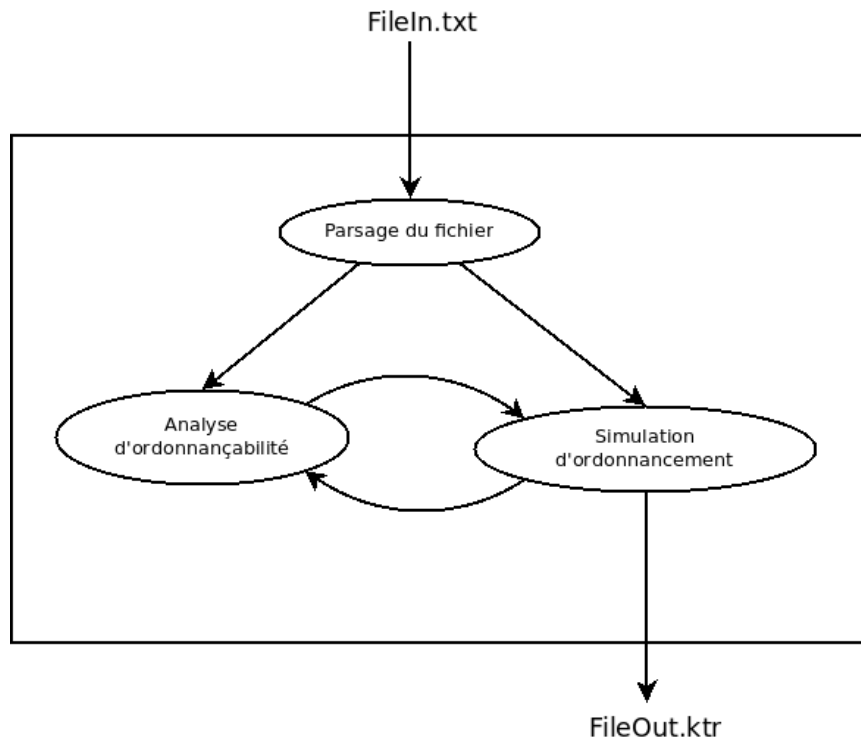 FileIn.txt
Parsage du fichier
Analyse
d'ordonnançabilité
Simulation
d'ordonnancement
FileOut.ktr